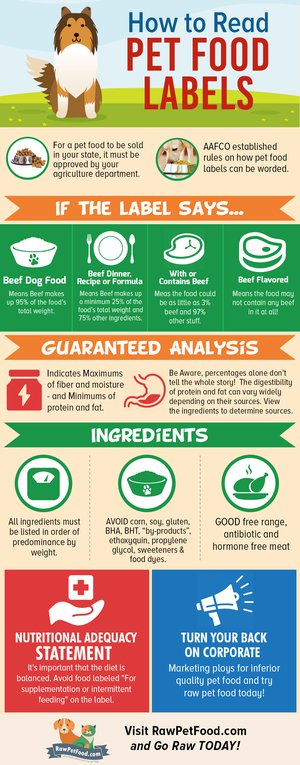 How to Read
PET FOOD
LABELS
For a pet food to be sold
in your state, it must be
approved by your
agriculture department.
AAFCO established
rules on how pet food
labels can be worded.
IF THE LABEL SAYS...
Beef Dog Food
Means Beef makes
up 95% of the food's
total weight.
Beef Dinner,
Recipe or Formula
Means Beef makes up
a minimum 25% of the
food's total weight and
75% other ingredients.
With or
Contains Beef
Meas the food could
be as little as 3%
beef and 97%
other stuff.
Beef Flavored
Means the food may
not contain any beef
in it at all!
GUARANTEED ANALYSIS
Indicates Maximums
of fiber and moisture
- and Minimums of
protein and fat.
Be Aware, percentages alone don't
tell the whole story! The digestibility
of protein and fat can vary widely
depending on their sources. View
the ingredients to determine sources.
INGREDIENTS
All ingredients must
be listed in order of
predominance by
weight.
AVOID corn, soy, gluten,
BHA, BHT, "by-products",
ethoxyquin, propylene
glycol, sweeteners &
food dyes.
GOOD free range,
antibiotic and
hormone free meat
NUTRITIONAL ADEQUACY
STATEMENT
It's important that the diet is
balanced. Avoid food labeled "For
supplementation or intermittent
feeding" on the label.
TURN YOUR BACK
ON CORPORATE
Marketing ploys for inferior
quality pet food and try
raw pet food today!
RawPetFood.com
Visit RawPetFood.com
and Go Raw TODAY!